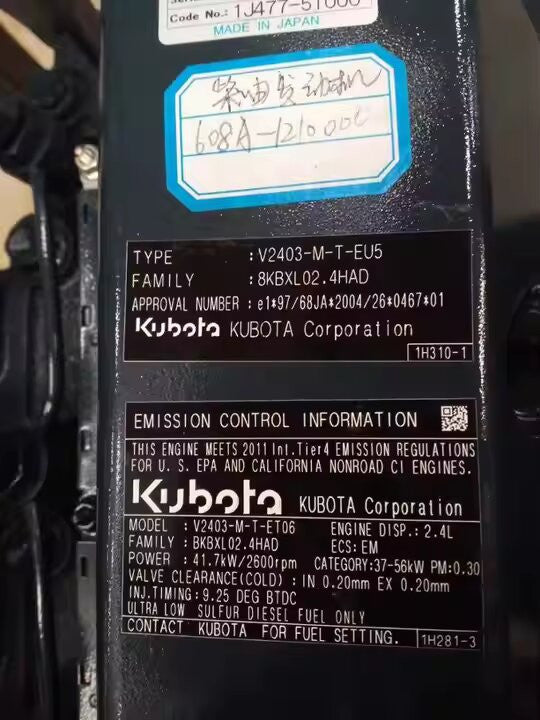 Code No.: 1J477-51000
MADE IN JAPAN
柴油发动机
608A-121000C
TYPE : V2403-M-T-EU5
FAMILY : 8KBXL02.4HAD
APPROVAL NUMBER : e1*97/68JA*2004/26*0467*01
Kubota KUBOTA Corporation
1H310-1
EMISSION CONTROL INFORMATION
THIS ENGINE MEETS 2011 Int.Tier4 EMISSION REGULATIONS
FOR U. S. EPA AND CALIFORNIA NONROAD CI ENGINES.
Kubota KUBOTA Corporation
MODEL : V2403-M-T-ET06 ENGINE DISP.: 2.4L
FAMILY : BKBXL02.4HAD ECS: EM
POWER : 41.7kW/2600rpm CATEGORY:37-56kW PM:0.30
VALVE CLEARANCE(COLD) : IN 0.20mm EX 0.20mm
INJ.TIMING : 9.25 DEG BTDC
ULTRA LOW SULFUR DIESEL FUEL ONLY
CONTACT KUBOTA FOR FUEL SETTING. 1H281-3